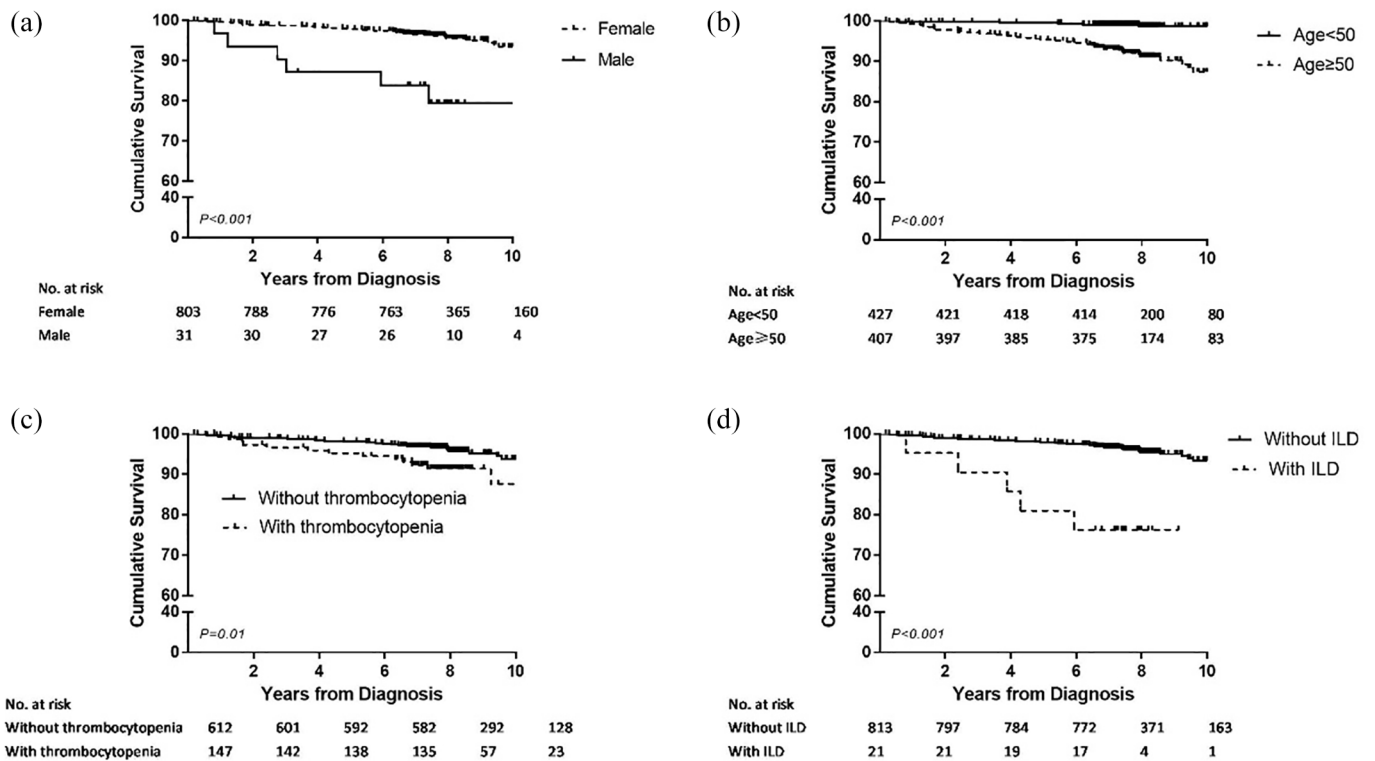 (a)
100
90
80
70
60
40
0
Cumulative Survival
Female
Male
P<0.001
2 4 6 8 10
Years from Diagnosis
No. at risk
Female 803 788 776 763 365 160
Male 31 30 27 26 10 4
(b)
100
90
80
70
60
40
0
Cumulative Survival
Age<50
Age≥50
P<0.001
2 4 6 8 10
Years from Diagnosis
No. at risk
Age<50 427 421 418 414 200 80
Age≥50 407 397 385 375 174 83
(c)
100
90
80
70
60
40
0
Cumulative Survival
Without thrombocytopenia
With thrombocytopenia
P=0.01
2 4 6 8 10
Years from Diagnosis
No. at risk
Without thrombocytopenia 612 601 592 582 292 128
With thrombocytopenia 147 142 138 135 57 23
(d)
100
90
80
70
60
40
0
Cumulative Survival
Without ILD
With ILD
P<0.001
2 4 6 8 10
Years from Diagnosis
No. at risk
Without ILD 813 797 784 772 371 163
With ILD 21 21 19 17 4 1